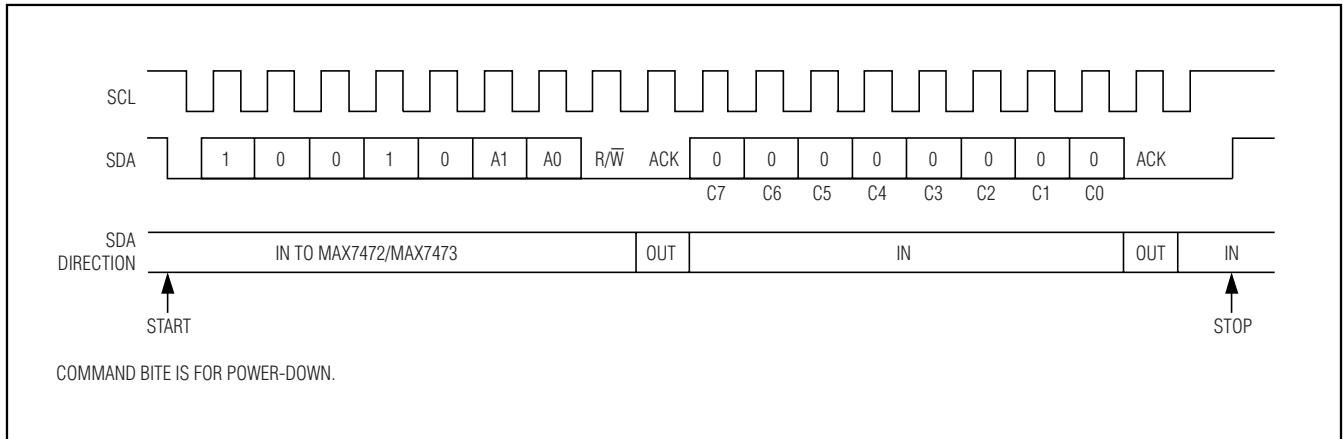 SCL
SDA 1 0 0 1 0 A1 A0 R/W̅ ACK 0 0 0 0 0 0 0 0 ACK
C7 C6 C5 C4 C3 C2 C1 C0
SDA
DIRECTION
IN TO MAX7472/MAX7473 OUT IN OUT IN
START STOP
COMMAND BITE IS FOR POWER-DOWN.